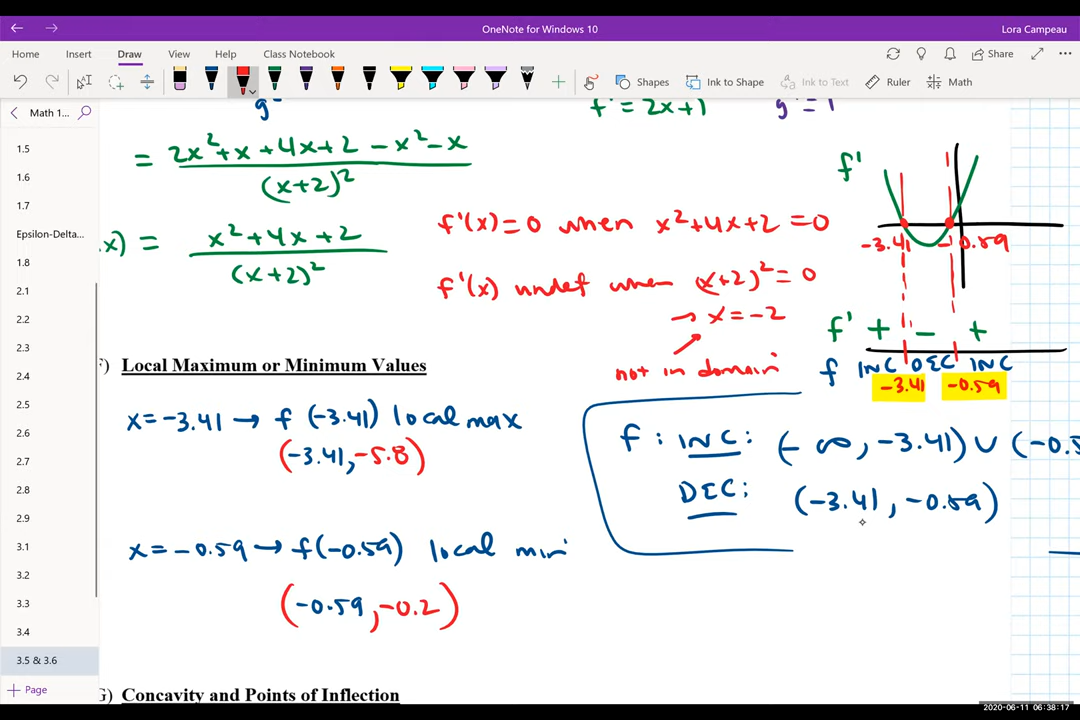 OneNote for Windows 10
Lora Campeau
Home Insert Draw View Help Class Notebook
Share
Shapes Ink to Shape Ink to Text Ruler Math
Math 1...
1.5
1.6
1.7
Epsilon-Delta...
1.8
2.1
2.2
2.3
2.4
2.5
2.6
2.7
2.8
2.9
3.1
3.2
3.3
3.4
3.5 & 3.6
Page
g²
f' = 2x+1 g' = 1
= 2x²+x+4x+2-x²-x / (x+2)²
.x) = x²+4x+2 / (x+2)²
f'(x)=0 when x²+4x+2=0
f'(x) undef when (x+2)²=0
→ x=-2
not in domain
f'
-3.41 -0.59
f' + - +
f INC DEC INC
-3.41 -0.59
F) Local Maximum or Minimum Values
x=-3.41 → f(-3.41) local max
(-3.41, -5.8)
x=-0.59 → f(-0.59) local min
(-0.59, -0.2)
f: INC: (-∞, -3.41) ∪ (-0.5
DEC: (-3.41, -0.59)
G) Concavity and Points of Inflection
2020-06-11 06:38:17